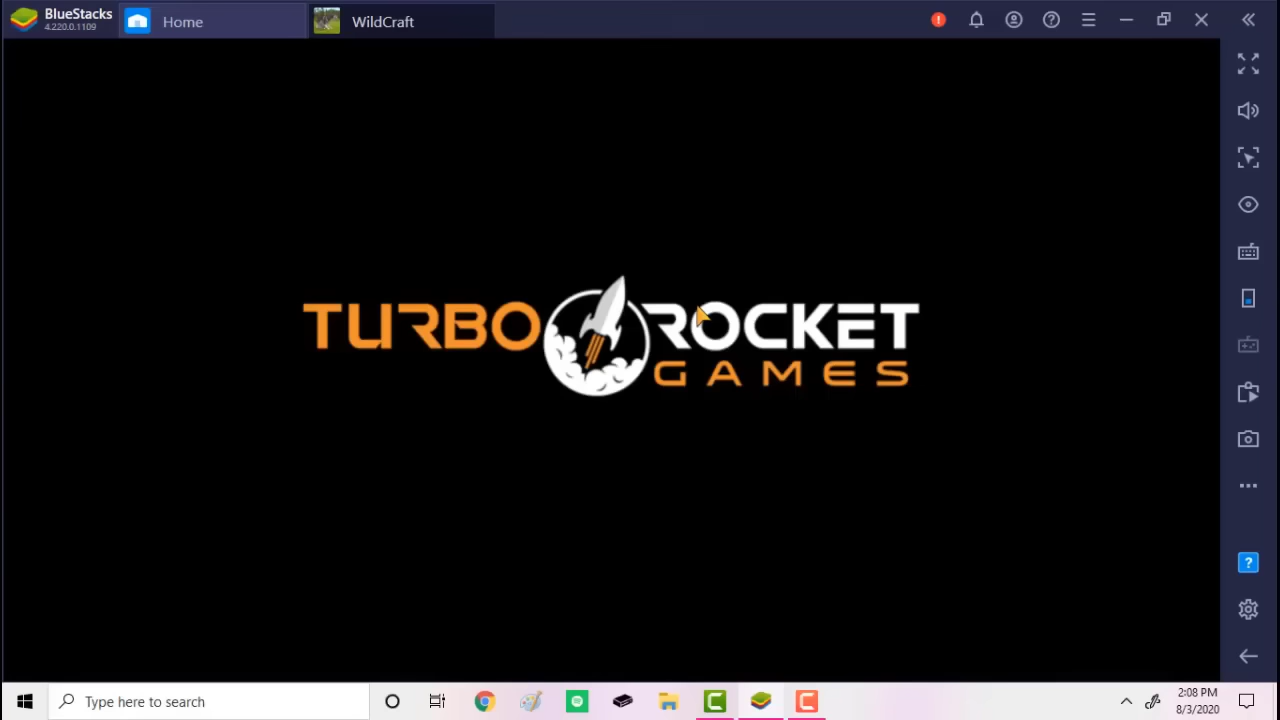 BlueStacks
4.220.0.1109
Home
WildCraft
TURBO ROCKET
GAMES
?
Type here to search
2:08 PM
8/3/2020